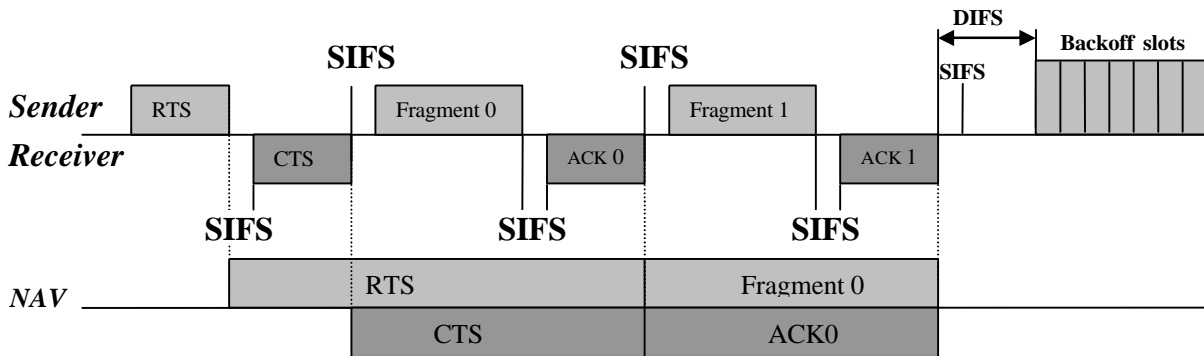 DIFS
Backoff slots
SIFS SIFS SIFS
Sender RTS Fragment 0 Fragment 1
Receiver CTS ACK 0 ACK 1
SIFS SIFS SIFS
NAV RTS Fragment 0
CTS ACK0